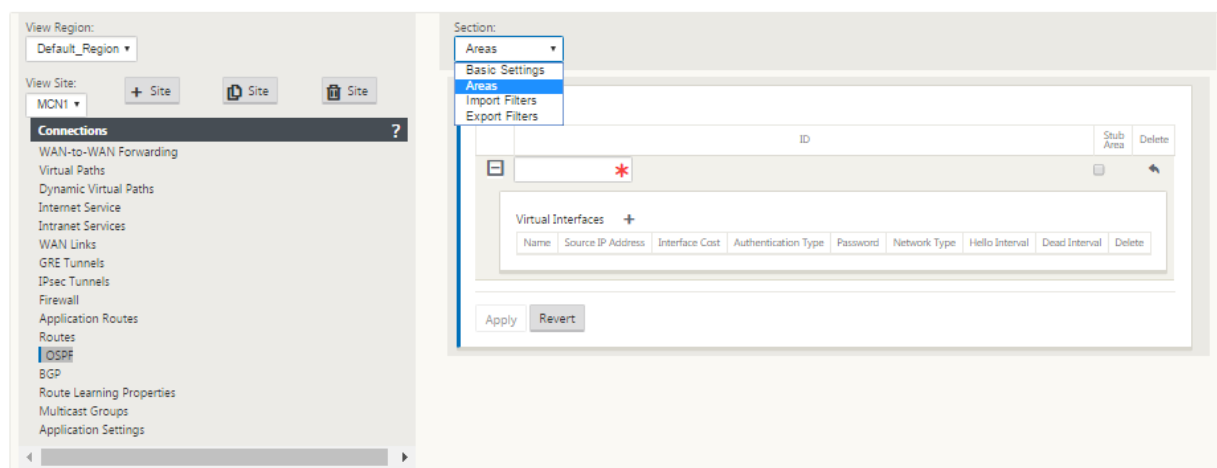 View Region:
Default_Region
View Site:
+ Site Site Site
MCN1
Connections ?
WAN-to-WAN Forwarding
Virtual Paths
Dynamic Virtual Paths
Internet Service
Intranet Services
WAN Links
GRE Tunnels
IPsec Tunnels
Firewall
Application Routes
Routes
OSPF
BGP
Route Learning Properties
Multicast Groups
Application Settings
Section:
Areas
Basic Settings
Areas
Import Filters
Export Filters
ID Stub Area Delete
*
Virtual Interfaces +
Name Source IP Address Interface Cost Authentication Type Password Network Type Hello Interval Dead Interval Delete
Apply Revert